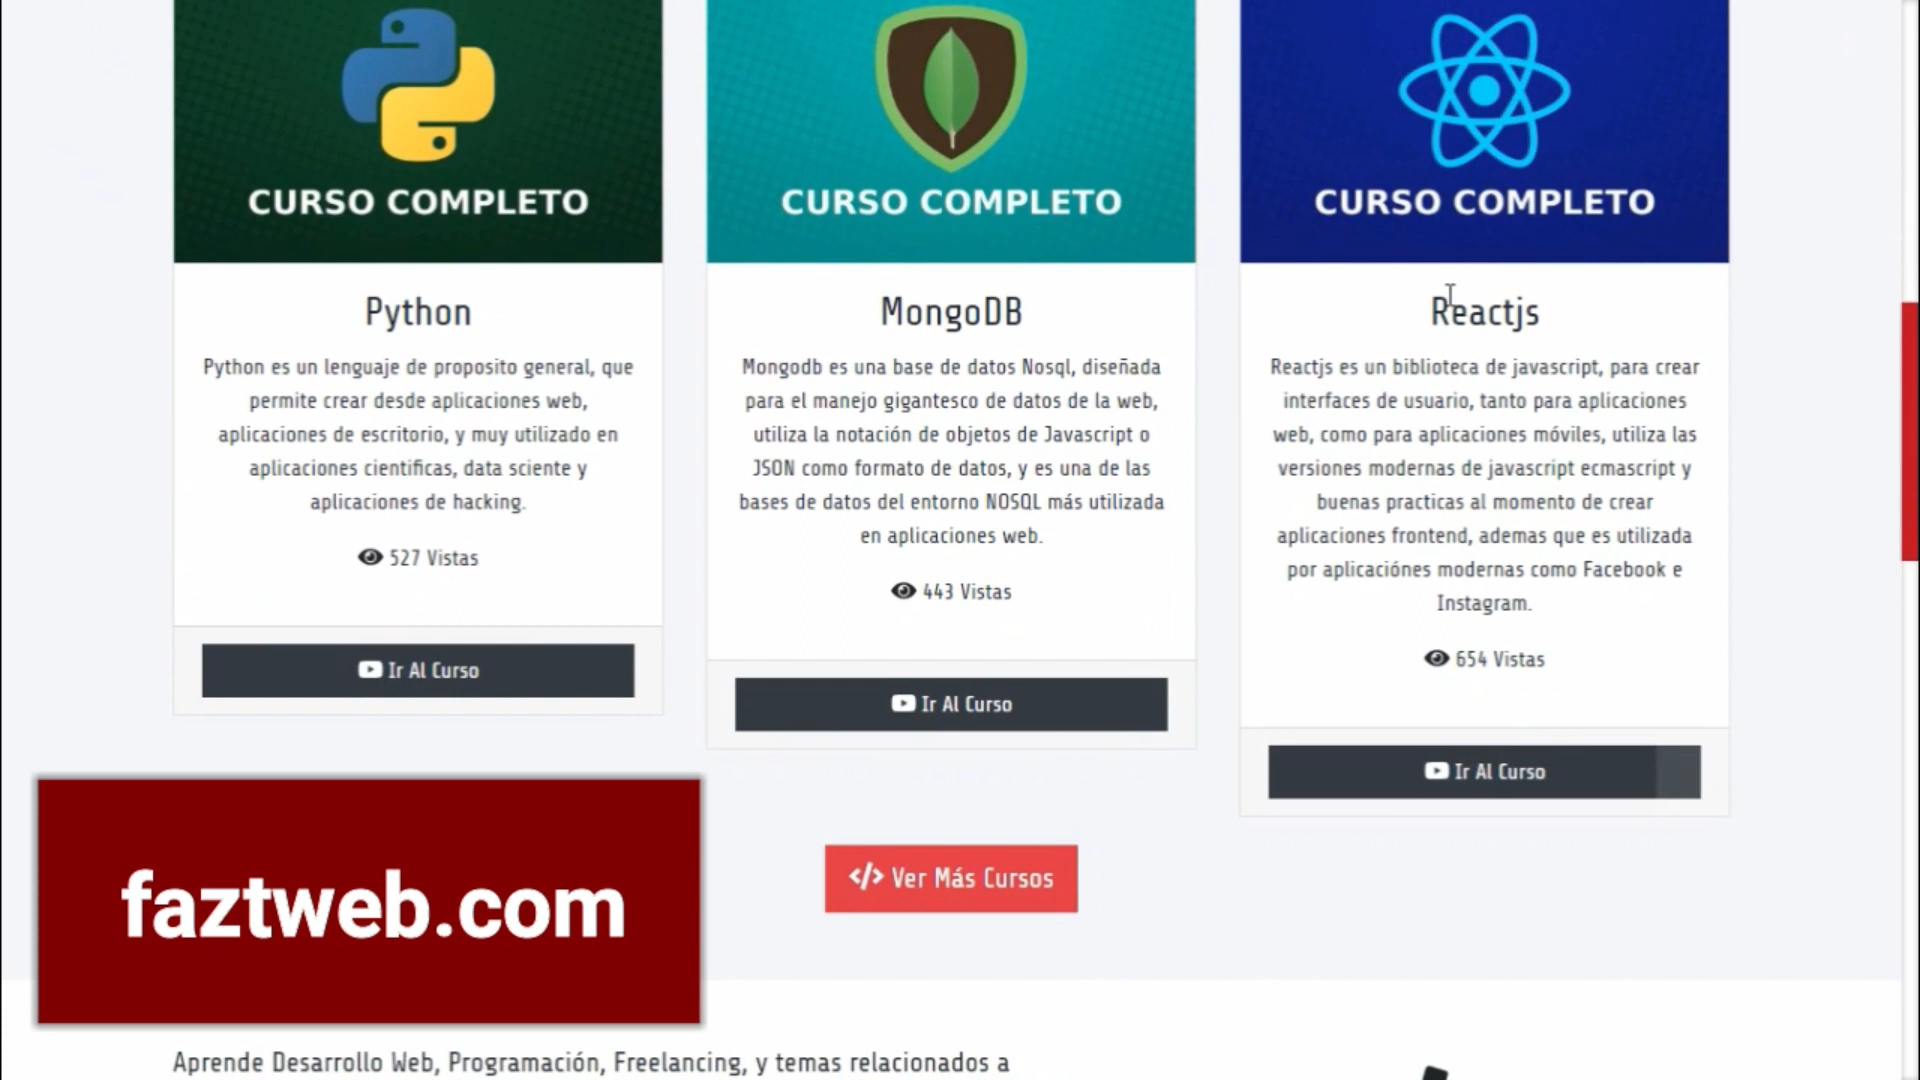 CURSO COMPLETO
Python
Python es un lenguaje de proposito general, que
permite crear desde aplicaciones web,
aplicaciones de escritorio, y muy utilizado en
aplicaciones cientificas, data sciente y
aplicaciones de hacking.
527 Vistas
Ir Al Curso
CURSO COMPLETO
MongoDB
Mongodb es una base de datos Nosql, diseñada
para el manejo gigantesco de datos de la web,
utiliza la notación de objetos de Javascript o
JSON como formato de datos, y es una de las
bases de datos del entorno NOSQL más utilizada
en aplicaciones web.
443 Vistas
Ir Al Curso
CURSO COMPLETO
Reactjs
Reactjs es un biblioteca de javascript, para crear
interfaces de usuario, tanto para aplicaciones
web, como para aplicaciones móviles, utiliza las
versiones modernas de javascript ecmascript y
buenas practicas al momento de crear
aplicaciones frontend, ademas que es utilizada
por aplicaciónes modernas como Facebook e
Instagram.
654 Vistas
Ir Al Curso
</> Ver Más Cursos
faztweb.com
Aprende Desarrollo Web, Programación, Freelancing, y temas relacionados a